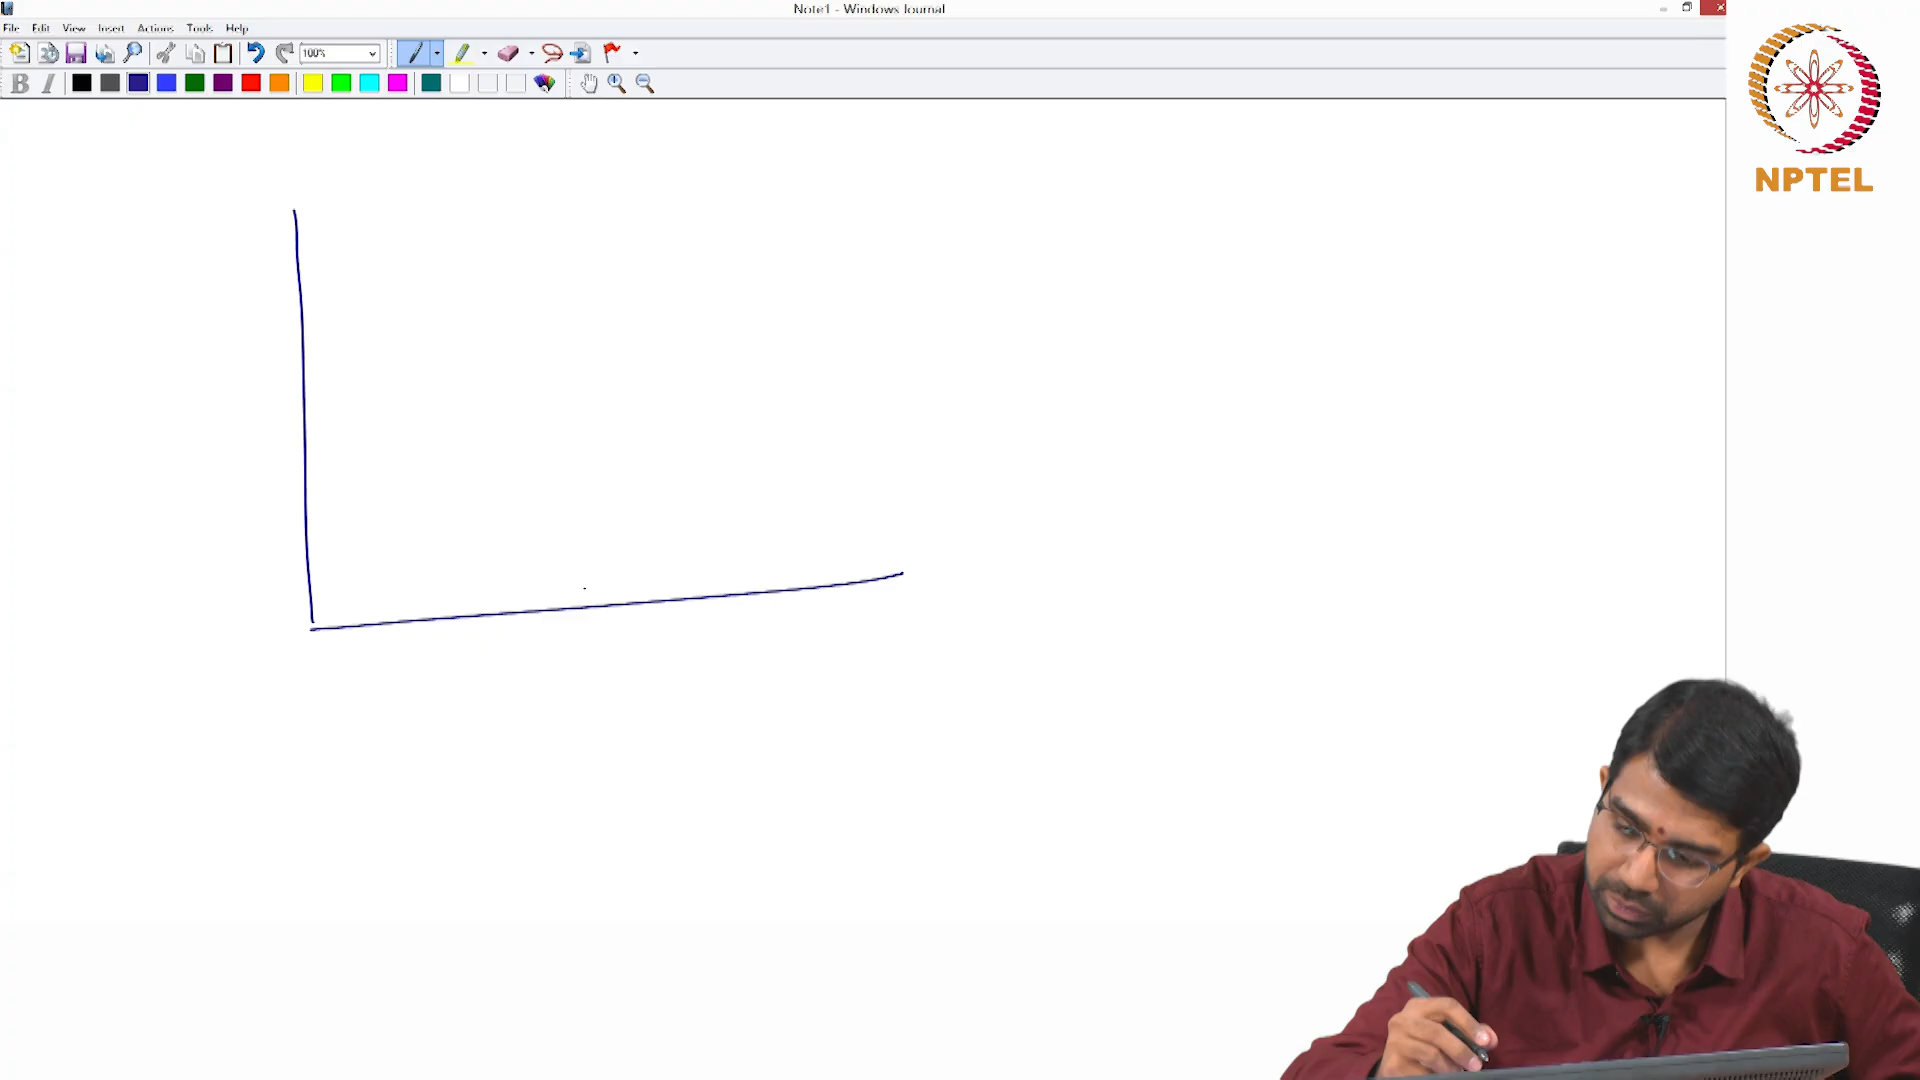 Note1 - Windows Journal
File Edit View Insert Actions Tools Help
100%
B I
NPTEL